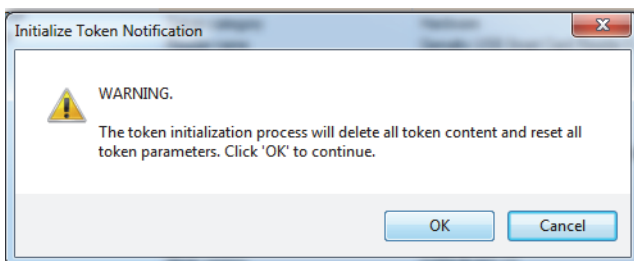 Initialize Token Notification
WARNING.
The token initialization process will delete all token content and reset all
token parameters. Click 'OK' to continue.
OK
Cancel